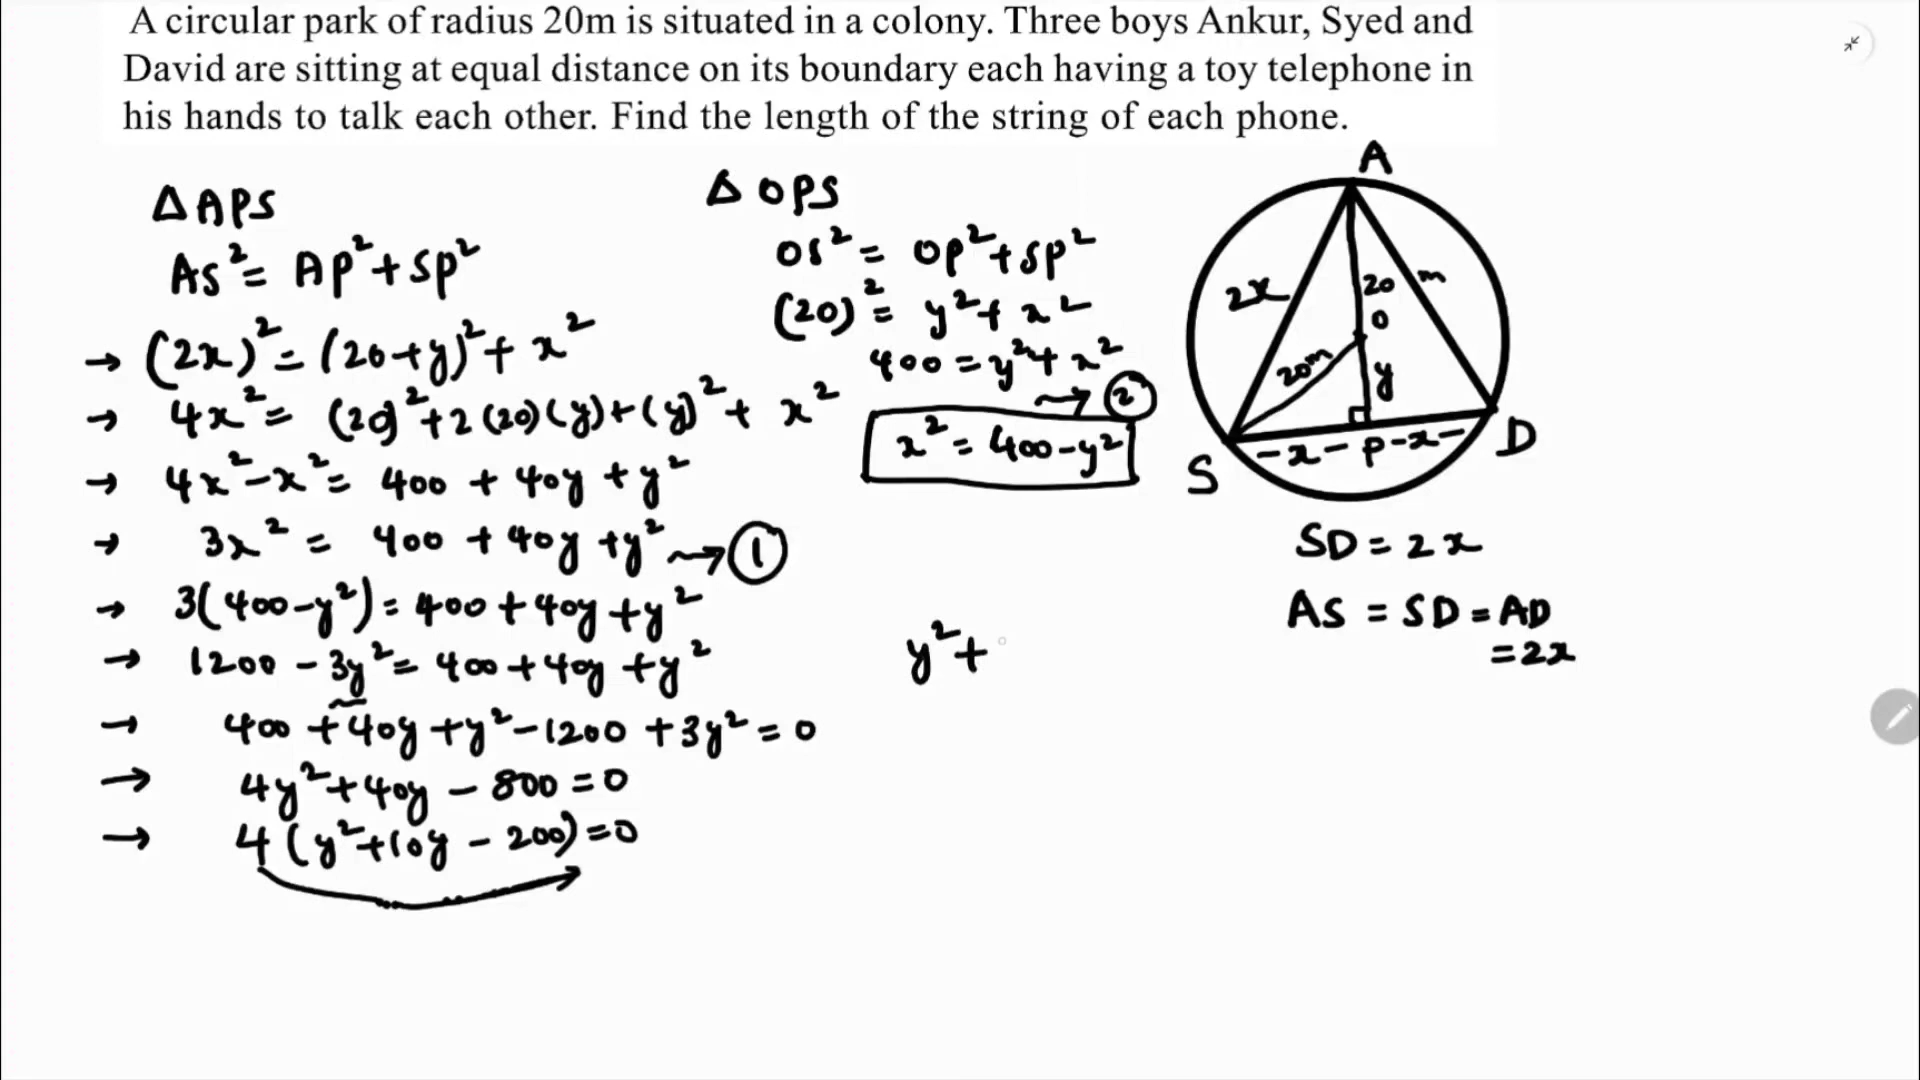 A circular park of radius 20m is situated in a colony. Three boys Ankur, Syed and
David are sitting at equal distance on its boundary each having a toy telephone in
his hands to talk each other. Find the length of the string of each phone.
△APS
AS² = AP² + SP²
→ (2x)² = (20+y)² + x²
→ 4x² = (20)² + 2(20)(y) + (y)² + x²
→ 4x² - x² = 400 + 40y + y²
→ 3x² = 400 + 40y + y² → ①
→ 3(400-y²) = 400 + 40y + y²
→ 1200 - 3y² = 400 + 40y + y²
→ 400 + 40y + y² - 1200 + 3y² = 0
→ 4y² + 40y - 800 = 0
→ 4(y² + 10y - 200) = 0
△OPS
OS² = OP² + SP²
(20)² = y² + x²
400 = y² + x²
→ ②
x² = 400 - y²
y² +
A
2x
20
m
O
20m
y
S
-x-P-x-
D
SD = 2x
AS = SD = AD
= 2x